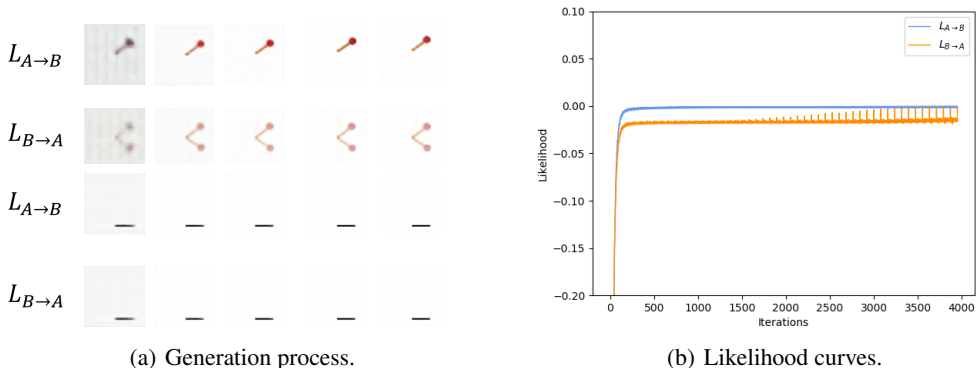 L_{A→B}
L_{B→A}
L_{A→B}
L_{B→A}
(a) Generation process.
0.10
0.05
0.00
−0.05
−0.10
−0.15
−0.20
Likelihood
L_{A→B}
L_{B→A}
0 500 1000 1500 2000 2500 3000 3500 4000
Iterations
(b) Likelihood curves.